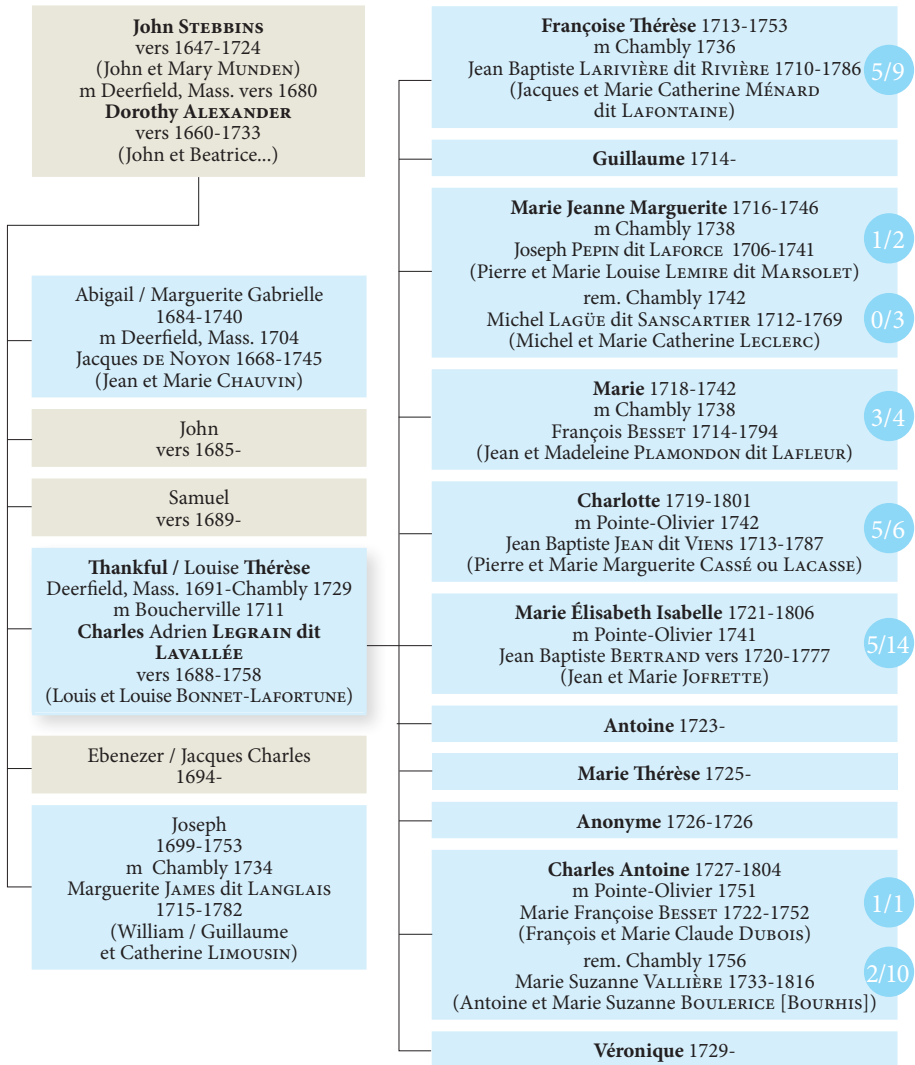 John STEBBINS
vers 1647-1724
(John et Mary MUNDEN)
m Deerfield, Mass. vers 1680
Dorothy ALEXANDER
vers 1660-1733
(John et Beatrice...)
Abigail / Marguerite Gabrielle
1684-1740
m Deerfield, Mass. 1704
Jacques DE NOYON 1668-1745
(Jean et Marie CHAUVIN)
John
vers 1685-
Samuel
vers 1689-
Thankful / Louise Thérèse
Deerfield, Mass. 1691-Chambly 1729
m Boucherville 1711
Charles Adrien LEGRAIN dit
LAVALLÉE
vers 1688-1758
(Louis et Louise BONNET-LAFORTUNE)
Ebenezer / Jacques Charles
1694-
Joseph
1699-1753
m Chambly 1734
Marguerite JAMES dit LANGLAIS
1715-1782
(William / Guillaume
et Catherine LIMOUSIN)
Françoise Thérèse 1713-1753
m Chambly 1736
Jean Baptiste LARIVIÈRE dit RIVIÈRE 1710-1786
5/9
(Jacques et Marie Catherine MÉNARD
dit LAFONTAINE)
Guillaume 1714-
Marie Jeanne Marguerite 1716-1746
m Chambly 1738
1/2
Joseph PEPIN dit LAFORCE 1706-1741
(Pierre et Marie Louise LEMIRE dit MARSOLET)
rem. Chambly 1742
Michel LAGÜE dit SANSCARTIER 1712-1769
0/3
(Michel et Marie Catherine LECLERC)
Marie 1718-1742
m Chambly 1738
3/4
François BESSET 1714-1794
(Jean et Madeleine PLAMONDON dit LAFLEUR)
Charlotte 1719-1801
m Pointe-Olivier 1742
5/6
Jean Baptiste JEAN dit VIENS 1713-1787
(Pierre et Marie Marguerite CASSÉ ou LACASSE)
Marie Élisabeth Isabelle 1721-1806
m Pointe-Olivier 1741
5/14
Jean Baptiste BERTRAND vers 1720-1777
(Jean et Marie JOFRETTE)
Antoine 1723-
Marie Thérèse 1725-
Anonyme 1726-1726
Charles Antoine 1727-1804
m Pointe-Olivier 1751
1/1
Marie Françoise BESSET 1722-1752
(François et Marie Claude DUBOIS)
rem. Chambly 1756
2/10
Marie Suzanne VALLIÈRE 1733-1816
(Antoine et Marie Suzanne BOULERICE [BOURHIS])
Véronique 1729-